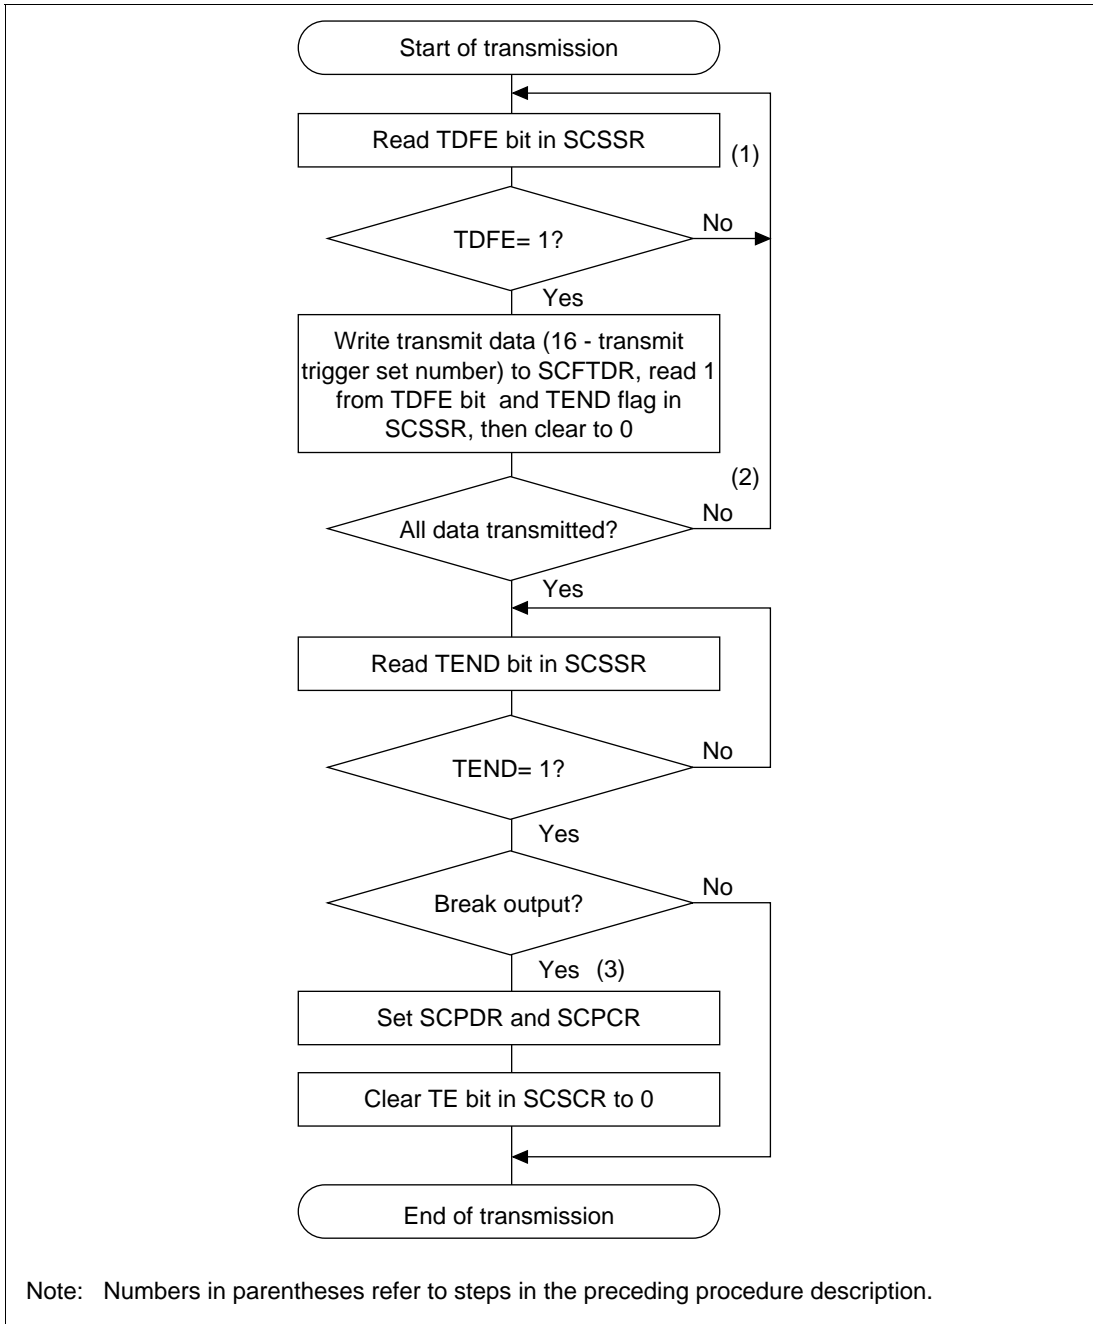 Start of transmission
Read TDFE bit in SCSSR
(1)
TDFE= 1?
No
Yes
Write transmit data (16 - transmit
trigger set number) to SCFTDR, read 1
from TDFE bit and TEND flag in
SCSSR, then clear to 0
(2)
All data transmitted?
No
Yes
Read TEND bit in SCSSR
TEND= 1?
No
Yes
Break output?
No
Yes (3)
Set SCPDR and SCPCR
Clear TE bit in SCSCR to 0
End of transmission
Note: Numbers in parentheses refer to steps in the preceding procedure description.